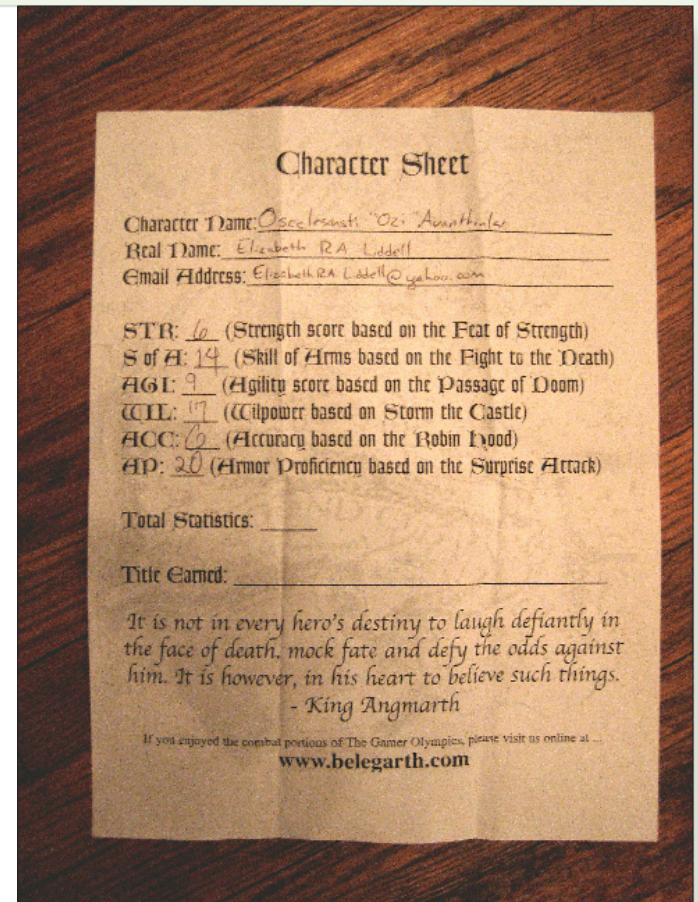 Character Sheet
Character Name: "Ozi"
Real Name: Elizabeth RA Liddell
Email Address: ElizabethRALiddell@yahoo.com
STR: 6 (Strength score based on the Feat of Strength)
S of A: 14 (Skill of Arms based on the Fight to the Death)
AGI: 9 (Agility score based on the Passage of Doom)
WIL: 17 (Wilpower based on Storm the Castle)
ACC: 6 (Accuracy based on the Robin Hood)
AP: 20 (Armor Proficiency based on the Surprise Attack)
Total Statistics:
Title Earned:
It is not in every hero's destiny to laugh defiantly in
the face of death, mock fate and defy the odds against
him. It is however, in his heart to believe such things.
- King Angmarth
If you enjoyed the combat portions of The Gamer Olympics, please visit us online at ...
www.belegarth.com